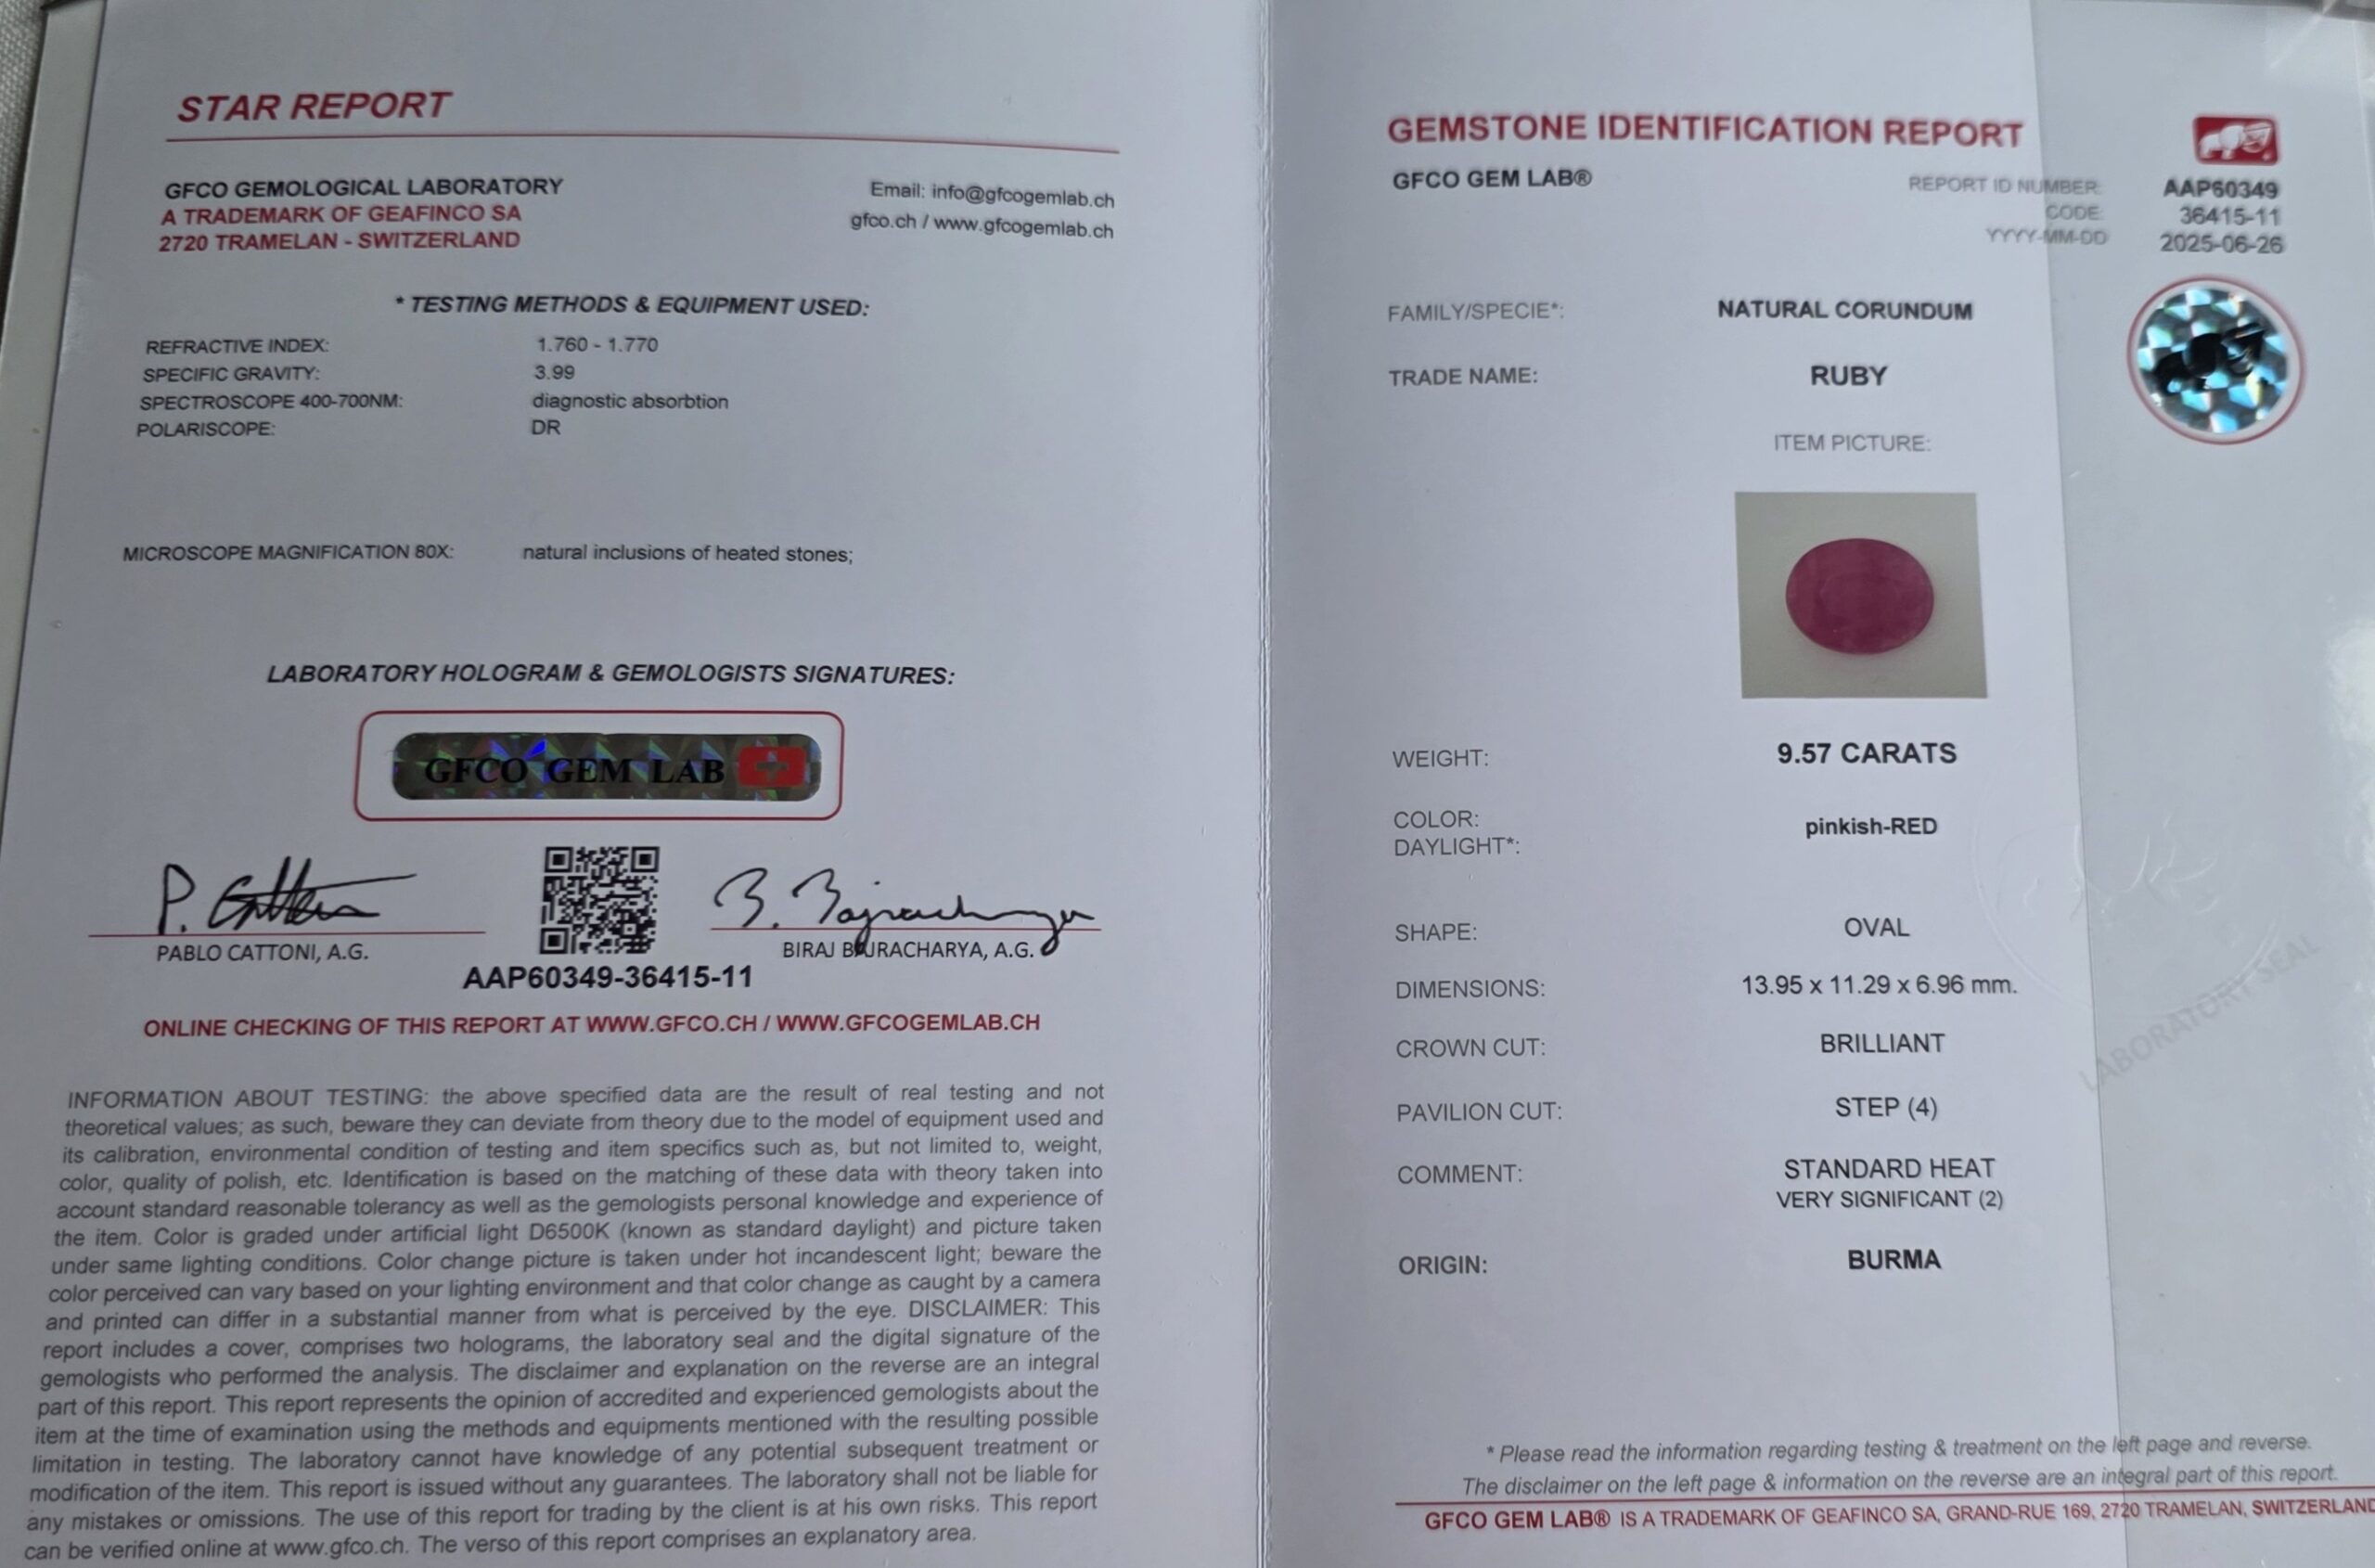 STAR REPORT
GFCO GEMOLOGICAL LABORATORY
A TRADEMARK OF GEAFINCO SA
2720 TRAMELAN - SWITZERLAND
Email: info@gfcogemlab.ch
gfco.ch / www.gfcogemlab.ch
* TESTING METHODS & EQUIPMENT USED:
REFRACTIVE INDEX: 1.760 - 1.770
SPECIFIC GRAVITY: 3.99
SPECTROSCOPE 400-700NM: diagnostic absorbtion
POLARISCOPE: DR
MICROSCOPE MAGNIFICATION 80X: natural inclusions of heated stones;
LABORATORY HOLOGRAM & GEMOLOGISTS SIGNATURES:
GFCO GEM LAB
P. Cattoni
B. Bajracharya
PABLO CATTONI, A.G.
BIRAJ BAJRACHARYA, A.G.
AAP60349-36415-11
ONLINE CHECKING OF THIS REPORT AT WWW.GFCO.CH / WWW.GFCOGEMLAB.CH
INFORMATION ABOUT TESTING: the above specified data are the result of real testing and not
theoretical values; as such, beware they can deviate from theory due to the model of equipment used and
its calibration, environmental condition of testing and item specifics such as, but not limited to, weight,
color, quality of polish, etc. Identification is based on the matching of these data with theory taken into
account standard reasonable tolerancy as well as the gemologists personal knowledge and experience of
the item. Color is graded under artificial light D6500K (known as standard daylight) and picture taken
under same lighting conditions. Color change picture is taken under hot incandescent light; beware the
color perceived can vary based on your lighting environment and that color change as caught by a camera
and printed can differ in a substantial manner from what is perceived by the eye. DISCLAIMER: This
report includes a cover, comprises two holograms, the laboratory seal and the digital signature of the
gemologists who performed the analysis. The disclaimer and explanation on the reverse are an integral
part of this report. This report represents the opinion of accredited and experienced gemologists about the
item at the time of examination using the methods and equipments mentioned with the resulting possible
limitation in testing. The laboratory cannot have knowledge of any potential subsequent treatment or
modification of the item. This report is issued without any guarantees. The laboratory shall not be liable for
any mistakes or omissions. The use of this report for trading by the client is at his own risks. This report
can be verified online at www.gfco.ch. The verso of this report comprises an explanatory area.
GEMSTONE IDENTIFICATION REPORT
GFCO GEM LAB®
REPORT ID NUMBER: AAP60349
CODE: 36415-11
YYYY-MM-DD 2025-06-26
FAMILY/SPECIE*: NATURAL CORUNDUM
TRADE NAME: RUBY
ITEM PICTURE:
WEIGHT: 9.57 CARATS
COLOR:
DAYLIGHT*: pinkish-RED
SHAPE: OVAL
DIMENSIONS: 13.95 x 11.29 x 6.96 mm.
CROWN CUT: BRILLIANT
PAVILION CUT: STEP (4)
COMMENT: STANDARD HEAT
VERY SIGNIFICANT (2)
ORIGIN: BURMA
LABORATORY SEAL
* Please read the information regarding testing & treatment on the left page and reverse.
The disclaimer on the left page & information on the reverse are an integral part of this report.
GFCO GEM LAB® IS A TRADEMARK OF GEAFINCO SA, GRAND-RUE 169, 2720 TRAMELAN, SWITZERLAND